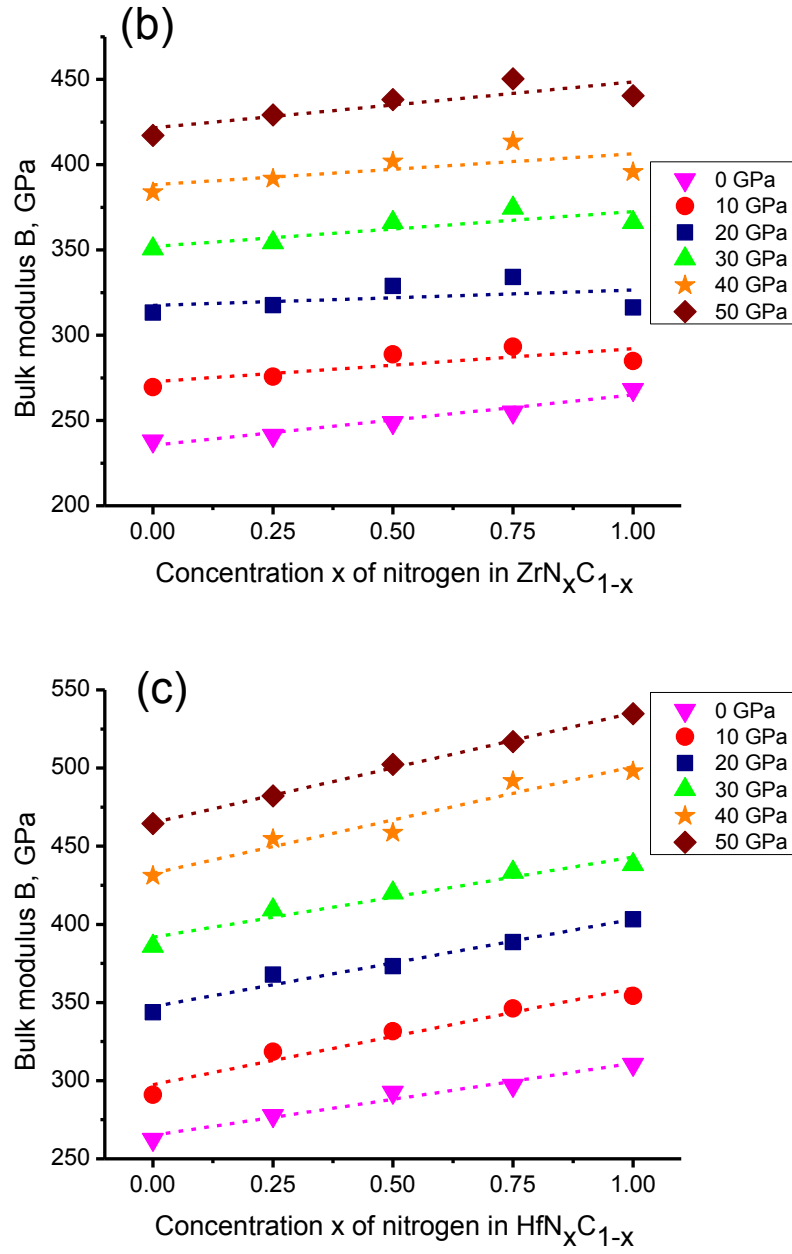 (b)
450
400
350
300
250
200
Bulk modulus B, GPa
0 GPa
10 GPa
20 GPa
30 GPa
40 GPa
50 GPa
0.00 0.25 0.50 0.75 1.00
Concentration x of nitrogen in ZrNxC1-x
(c)
550
500
450
400
350
300
250
Bulk modulus B, GPa
0 GPa
10 GPa
20 GPa
30 GPa
40 GPa
50 GPa
0.00 0.25 0.50 0.75 1.00
Concentration x of nitrogen in HfNxC1-x